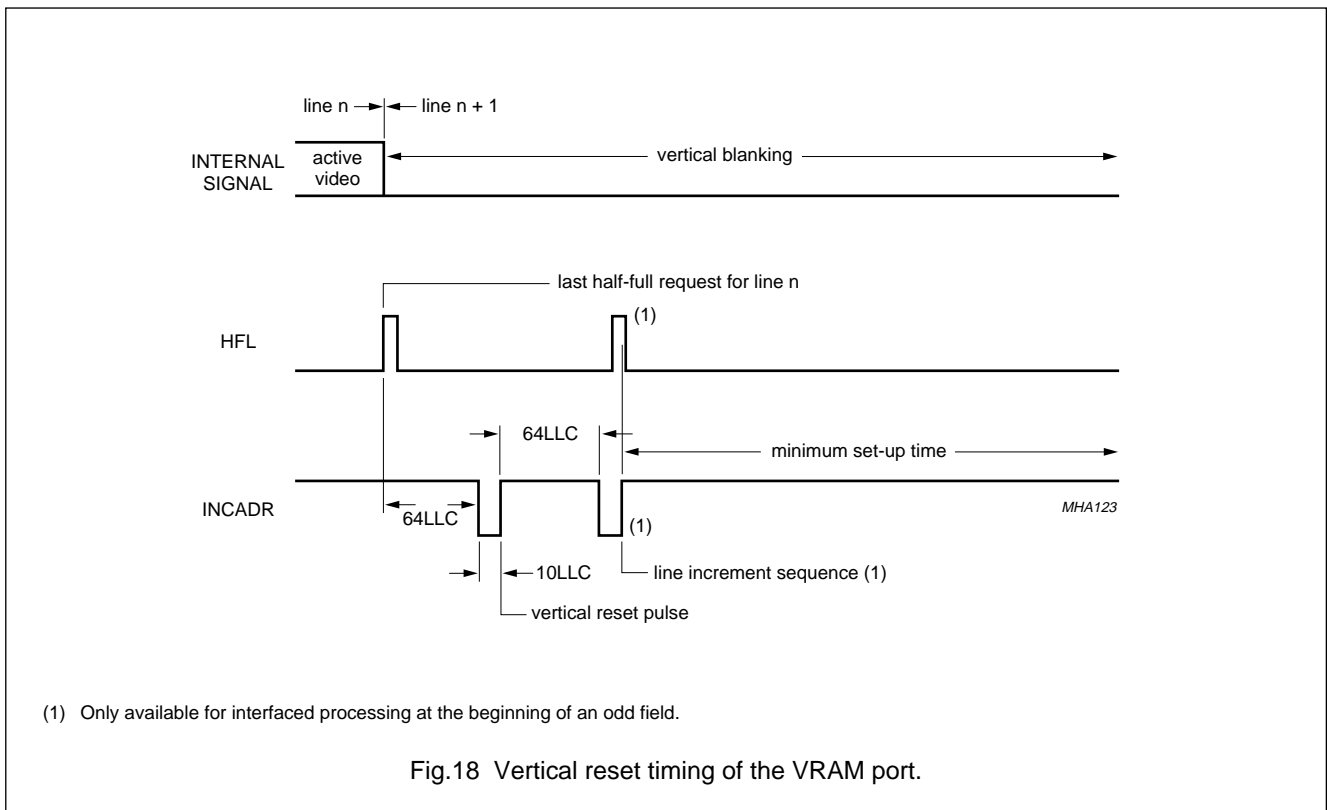 line n
line n + 1
INTERNAL
SIGNAL
active
video
vertical blanking
last half-full request for line n
HFL
(1)
64LLC
minimum set-up time
INCADR
64LLC
(1)
MHA123
10LLC
line increment sequence (1)
vertical reset pulse
(1) Only available for interfaced processing at the beginning of an odd field.
Fig.18 Vertical reset timing of the VRAM port.